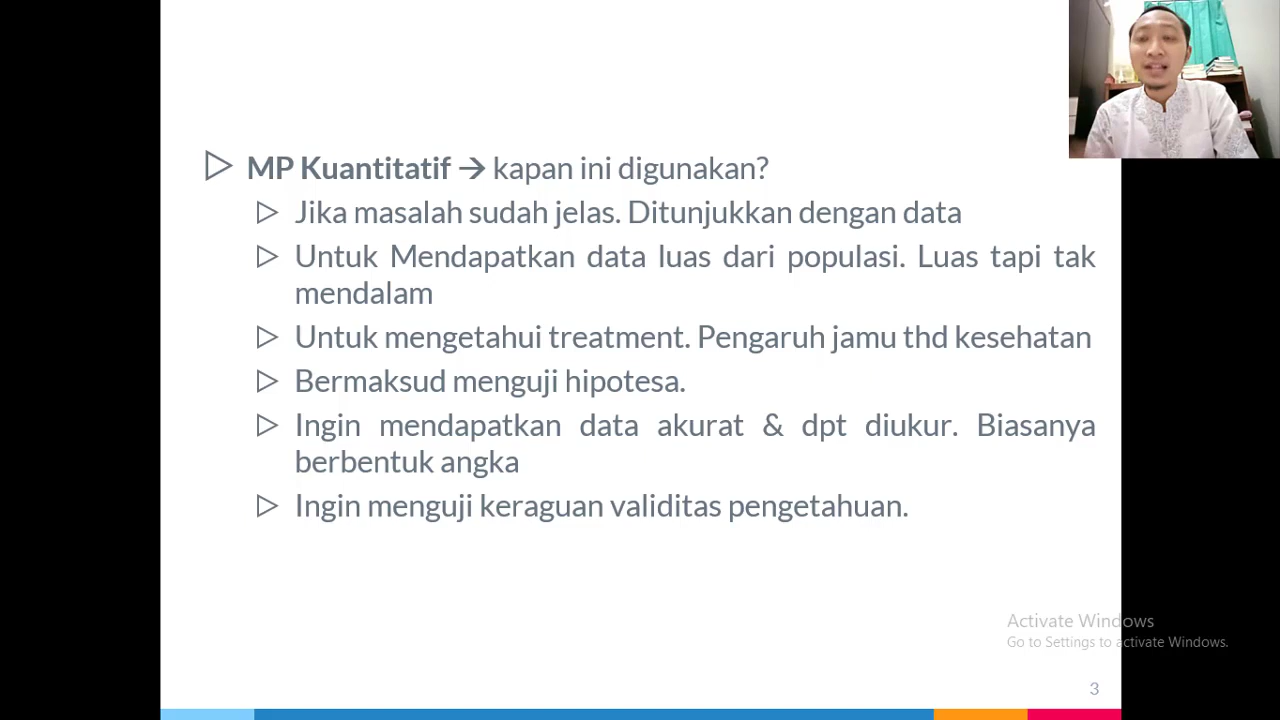 MP Kuantitatif → kapan ini digunakan?
Jika masalah sudah jelas. Ditunjukkan dengan data
Untuk Mendapatkan data luas dari populasi. Luas tapi tak
mendalam
Untuk mengetahui treatment. Pengaruh jamu thd kesehatan
Bermaksud menguji hipotesa.
Ingin mendapatkan data akurat & dpt diukur. Biasanya
berbentuk angka
Ingin menguji keraguan validitas pengetahuan.
Activate Windows
Go to Settings to activate Windows.
3